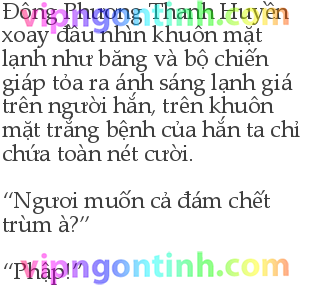 Đông Phương Thanh Huyền
xoay đầu nhìn khuôn mặt
lạnh như băng và bộ chiến
giáp tỏa ra ánh sáng lạnh giá
trên người hắn, trên khuôn
mặt trắng bệnh của hắn ta chỉ
chứa toàn nét cười.
“Ngươi muốn cả đám chết
trùm à?”
“Phập!”
vipngontinh.com
vipngontinh.com